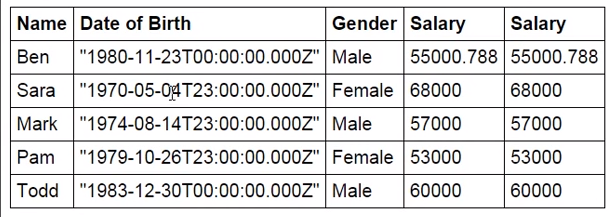 Name Date of Birth Gender Salary Salary
Ben "1980-11-23T00:00:00.000Z" Male 55000.788 55000.788
Sara "1970-05-04T23:00:00.000Z" Female 68000 68000
Mark "1974-08-14T23:00:00.000Z" Male 57000 57000
Pam "1979-10-26T23:00:00.000Z" Female 53000 53000
Todd "1983-12-30T00:00:00.000Z" Male 60000 60000